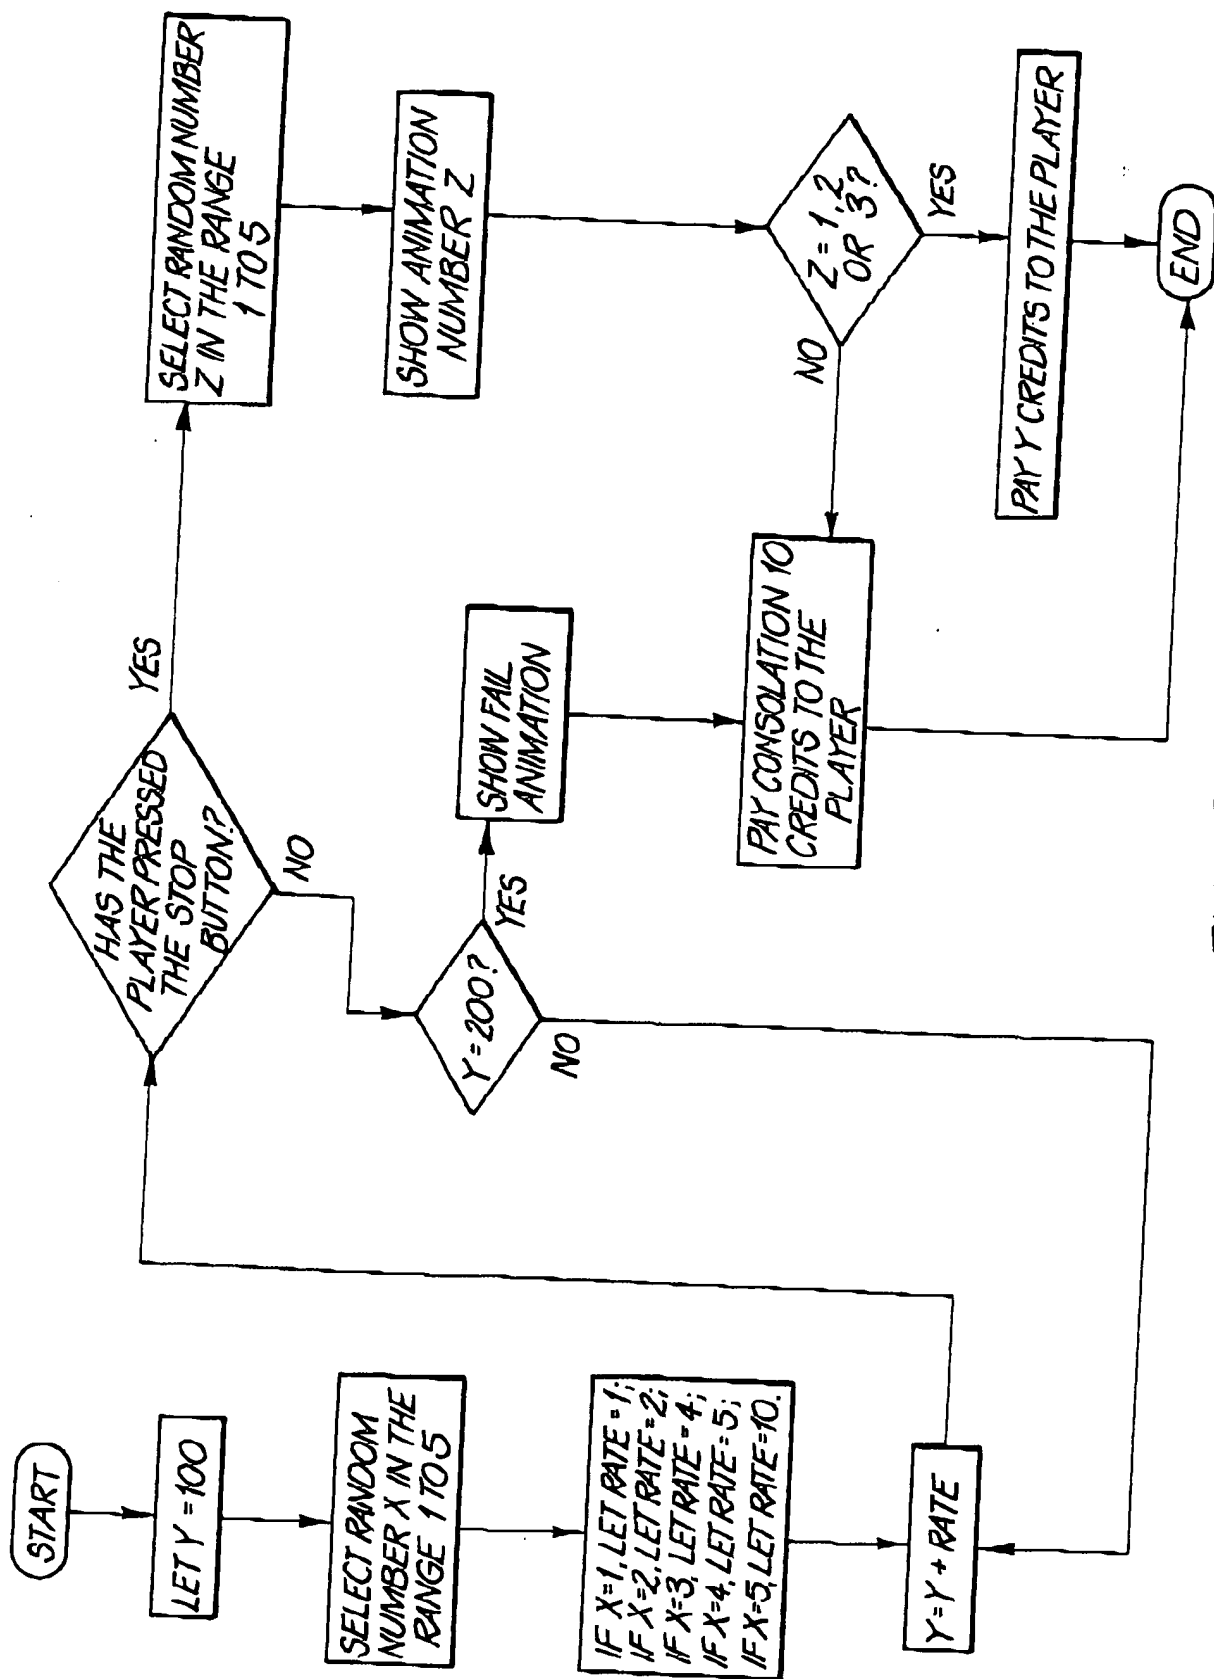 START
LET Y = 100
SELECT RANDOM
NUMBER X IN THE
RANGE 1 TO 5
IF X=1, LET RATE=1;
IF X=2, LET RATE=2;
IF X=3, LET RATE=4;
IF X=4, LET RATE=5;
IF X=5, LET RATE=10.
Y=Y+RATE
HAS THE
PLAYER PRESSED
THE STOP
BUTTON?
YES
NO
Y=200?
YES
NO
SHOW FAIL
ANIMATION
PAY CONSOLATION 10
CREDITS TO THE
PLAYER
SELECT RANDOM NUMBER
Z IN THE RANGE
1 TO 5
SHOW ANIMATION
NUMBER Z
Z=1, 2
OR 3?
NO
YES
PAY Y CREDITS TO THE PLAYER
END